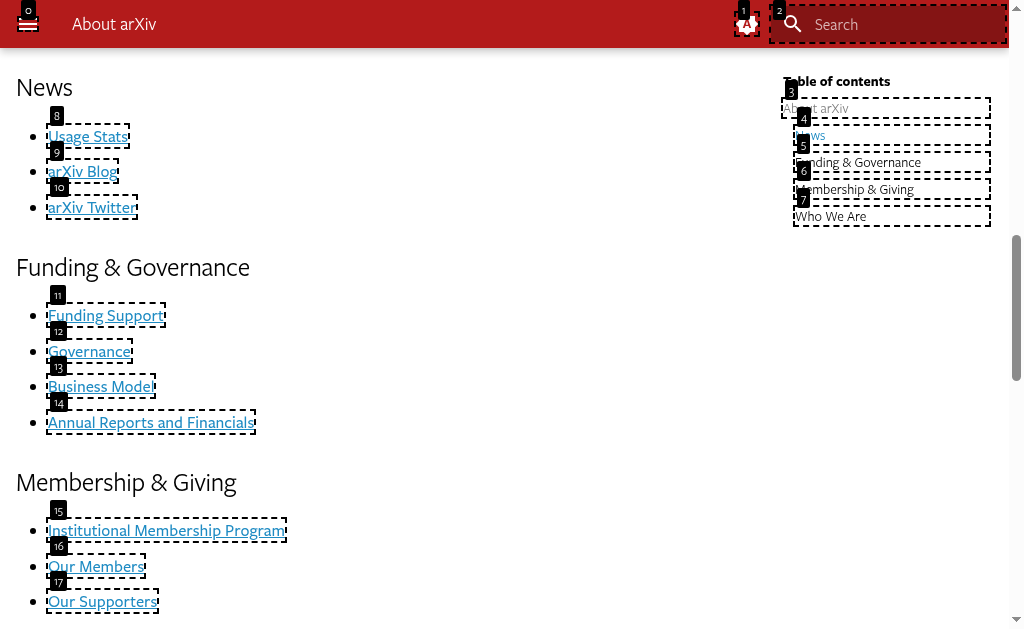 0
About arXiv
1
A
2
Search
News
8
Usage Stats
9
arXiv Blog
10
arXiv Twitter
Funding & Governance
11
Funding Support
12
Governance
13
Business Model
14
Annual Reports and Financials
Membership & Giving
15
Institutional Membership Program
16
Our Members
17
Our Supporters
Table of contents
3
About arXiv
4
News
5
Funding & Governance
6
Membership & Giving
7
Who We Are